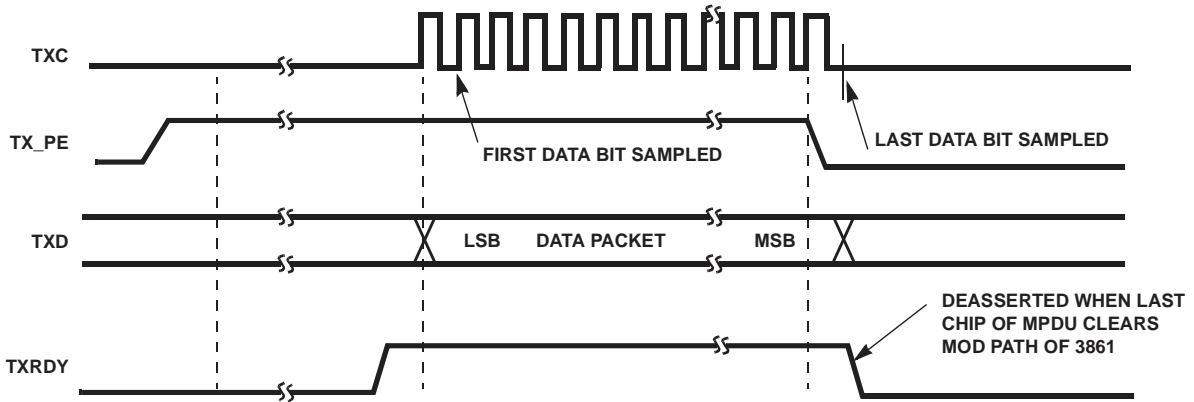 TXC
TX_PE
FIRST DATA BIT SAMPLED
LAST DATA BIT SAMPLED
TXD
LSB DATA PACKET MSB
TXRDY
DEASSERTED WHEN LAST
CHIP OF MPDU CLEARS
MOD PATH OF 3861